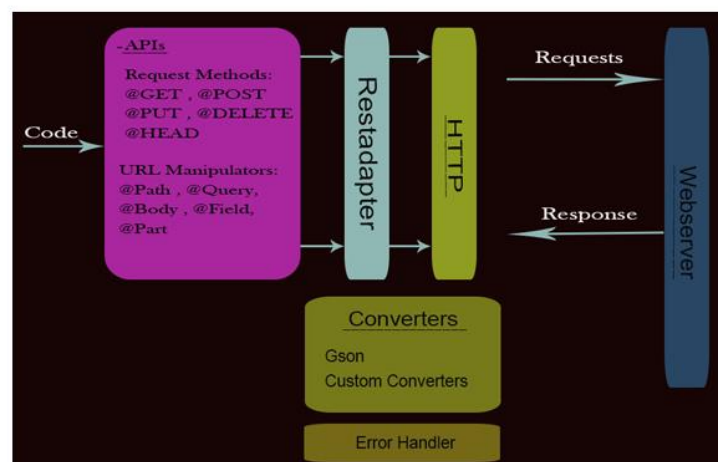 -APIs
Request Methods:
@GET , @POST
@PUT , @DELETE
@HEAD
URL Manipulators:
@Path , @Query,
@Body , @Field,
@Part
Code
Restadapter
HTTP
Requests
Response
Webserver
Converters
Gson
Custom Converters
Error Handler